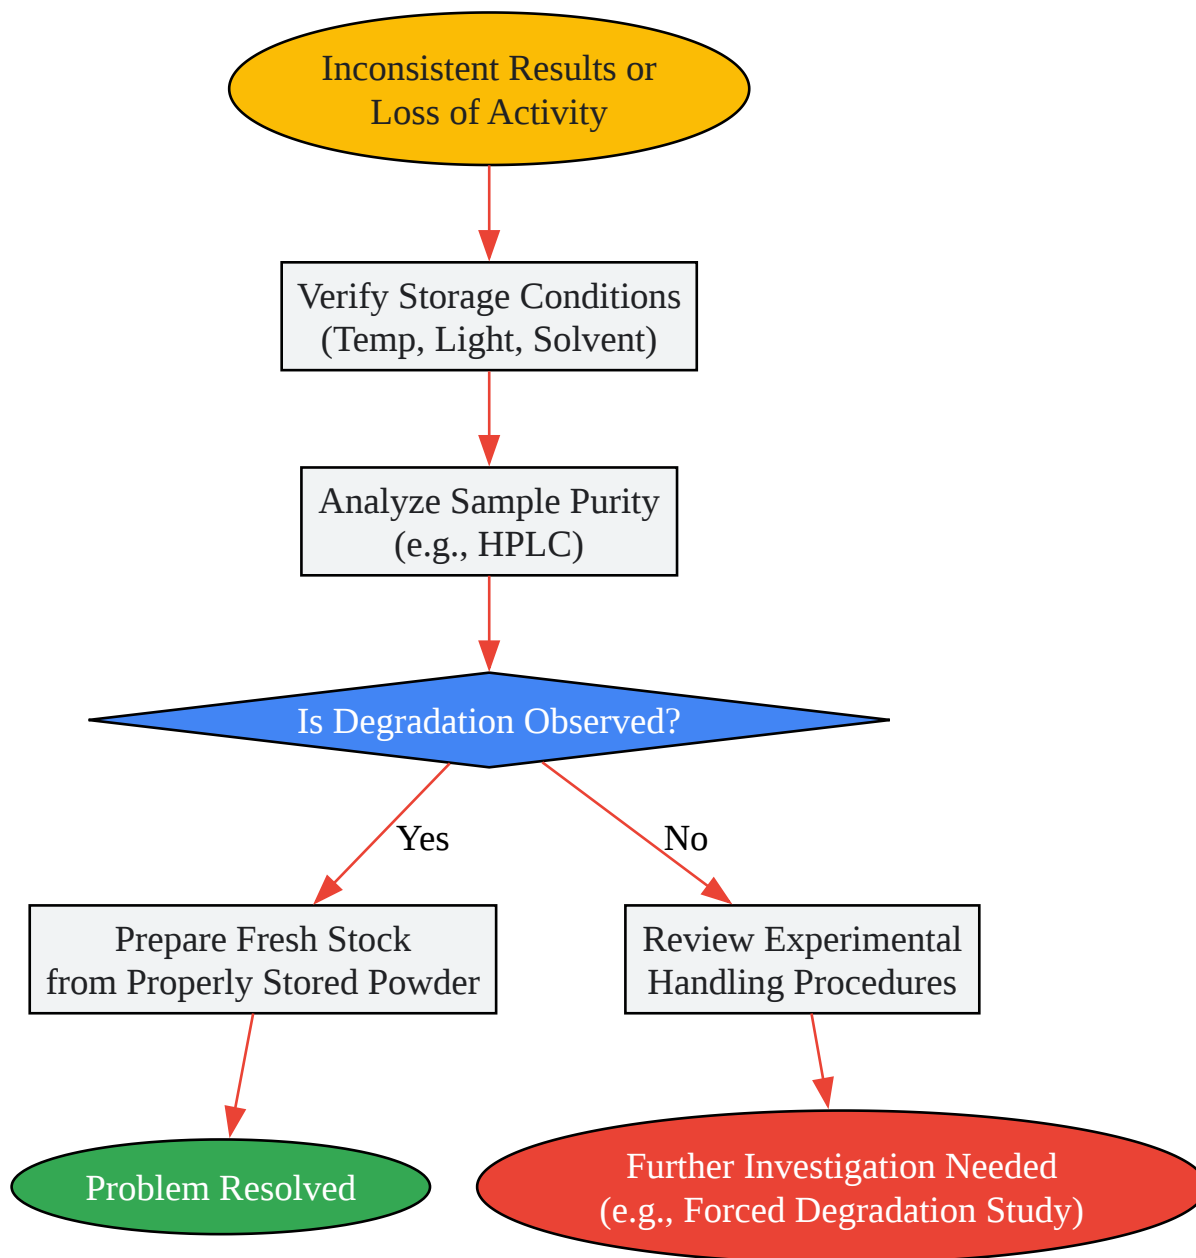 Inconsistent Results or
Loss of Activity
Verify Storage Conditions
(Temp, Light, Solvent)
Analyze Sample Purity
(e.g., HPLC)
Is Degradation Observed?
Yes
No
Prepare Fresh Stock
from Properly Stored Powder
Review Experimental
Handling Procedures
Problem Resolved
Further Investigation Needed
(e.g., Forced Degradation Study)